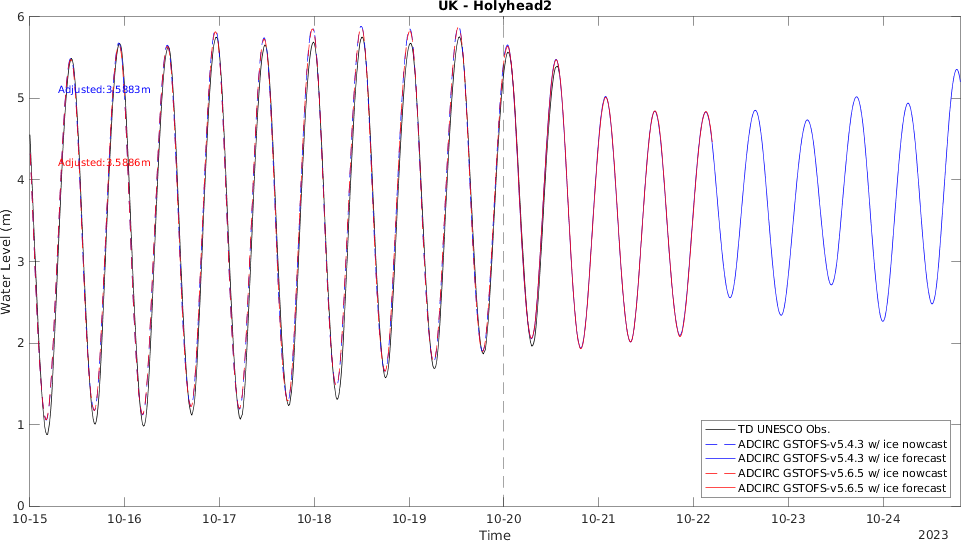 UK - Holyhead2
6
5
4
3
2
1
0
Water Level (m)
Adjusted:3.5883m
Adjusted:3.5886m
TD UNESCO Obs.
ADCIRC GSTOFS-v5.4.3 w/ ice nowcast
ADCIRC GSTOFS-v5.4.3 w/ ice forecast
ADCIRC GSTOFS-v5.6.5 w/ ice nowcast
ADCIRC GSTOFS-v5.6.5 w/ ice forecast
10-15 10-16 10-17 10-18 10-19 10-20 10-21 10-22 10-23 10-24
Time
2023